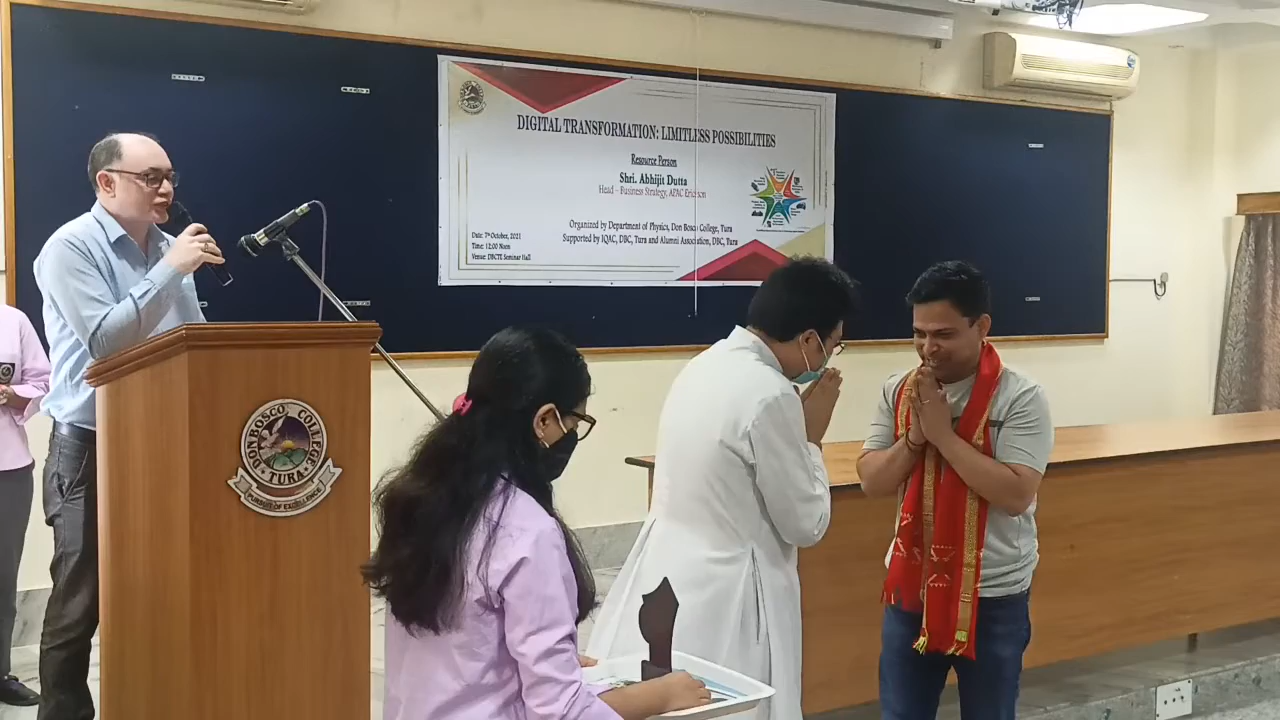 DIGITAL TRANSFORMATION: LIMITLESS POSSIBILITIES
Resource Person
Shri. Abhijit Dutta
Head – Business Strategy, APAC Ericsson
Organized by Department of Physics, Don Bosco College, Tura
Supported by IQAC, DBC, Tura and Alumni Association, DBC, Tura
Date: 7th October, 2021
Time: 12:00 Noon
Venue: DBCTE Seminar Hall
DON BOSCO COLLEGE
TURA
PURSUIT OF EXCELLENCE